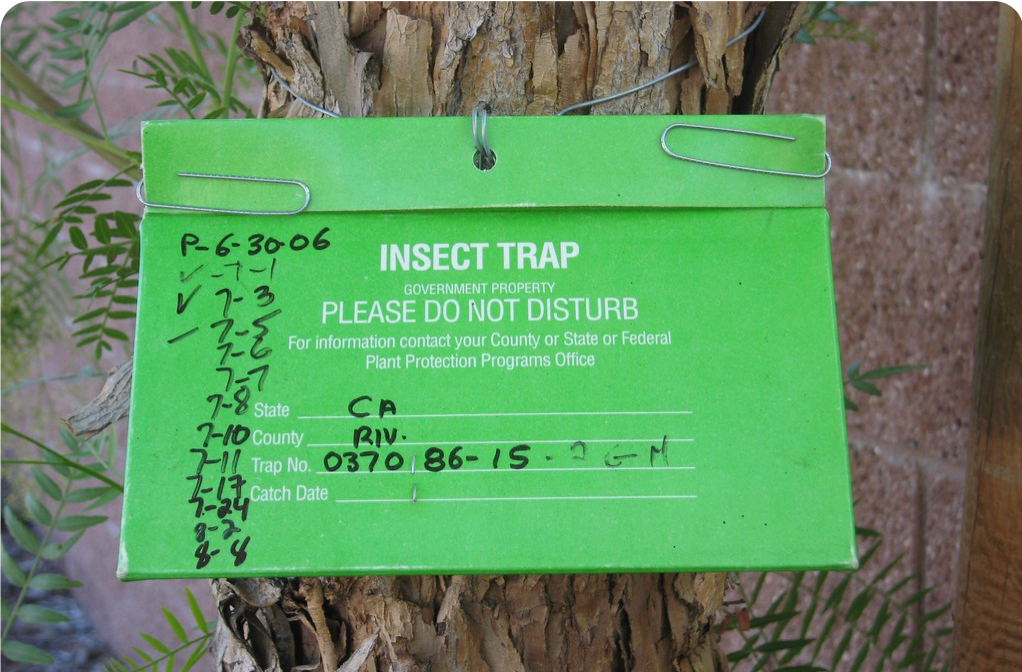 P-6-30-06
✓-7-1
✓ 7-3
INSECT TRAP
GOVERNMENT PROPERTY
PLEASE DO NOT DISTURB
For information contact your County or State or Federal
Plant Protection Programs Office
- 7-5
7-6
7-7
7-8
State CA
7-10
County RIV.
7-11
Trap No. 0370 86-15 - GM
7-17
Catch Date
7-24
8-2
8-8